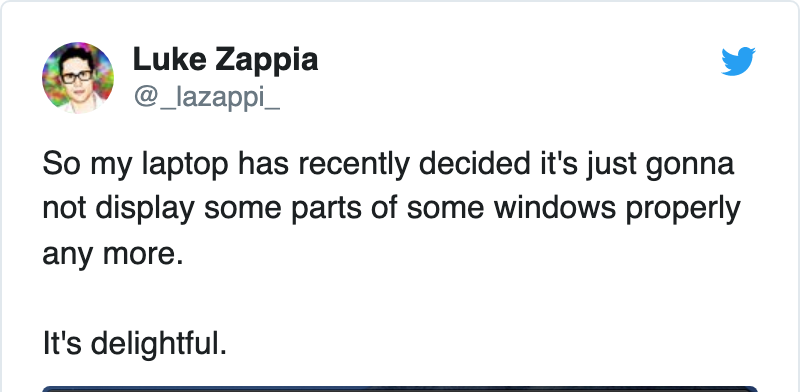 Luke Zappia
@_lazappi_
So my laptop has recently decided it's just gonna
not display some parts of some windows properly
any more.
It's delightful.